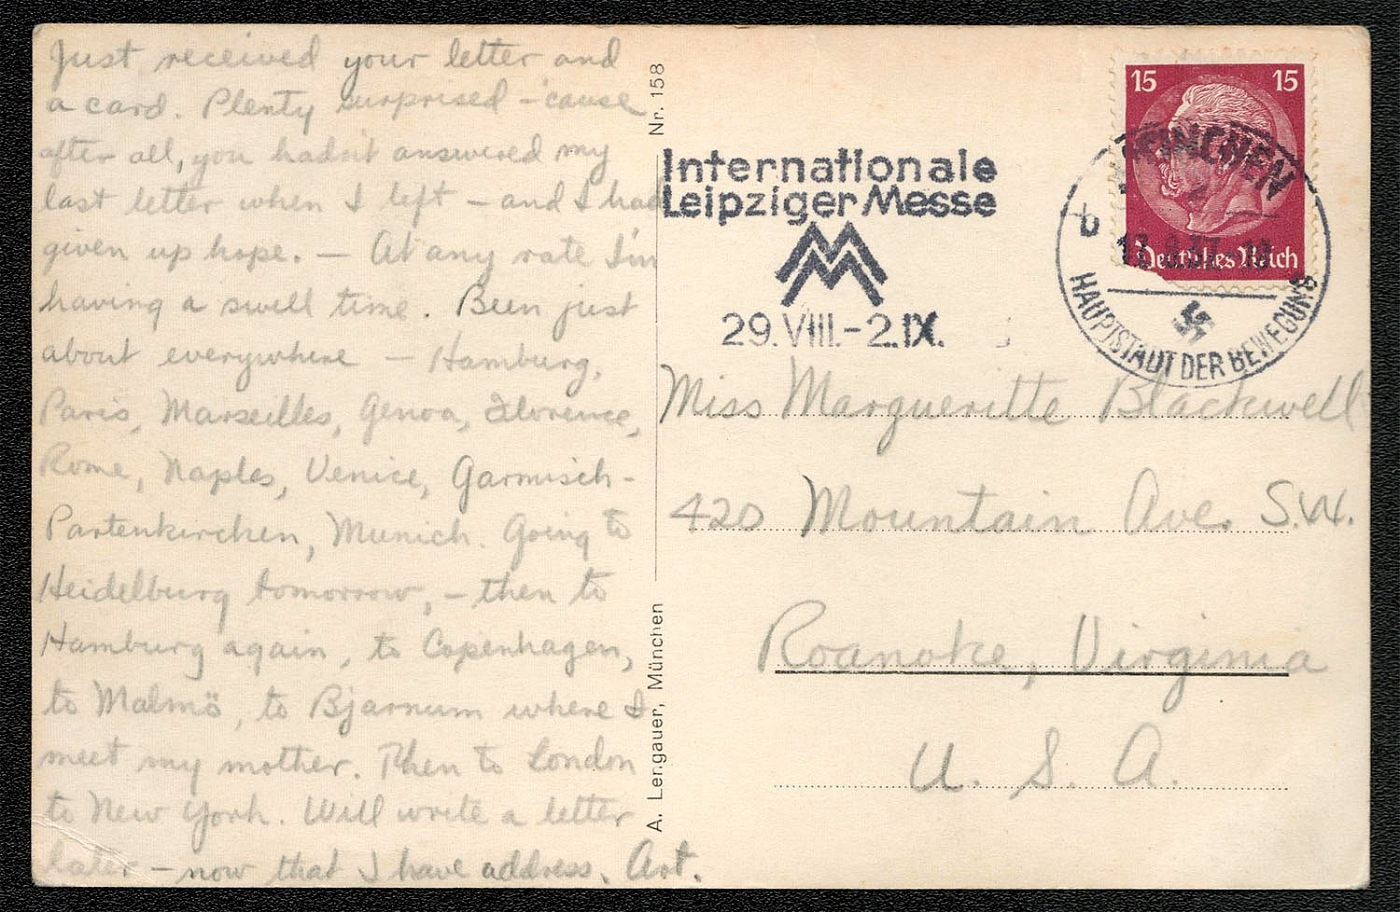 Just received your letter and
a card. Plenty surprised – 'cause
after all, you hadn't answered my
last letter when I left – and I had
given up hope. – At any rate I'm
having a swell time. Been just
about everywhere – Hamburg,
Paris, Marseilles, Genoa, Florence,
Rome, Naples, Venice, Garmisch-
Partenkirchen, Munich. Going to
Heidelburg tomorrow, – then to
Hamburg again, to Copenhagen,
to Malmö, to Bjarnum where I
meet my mother. Then to London
to New York. Will write a letter
later – now that I have address. Art.
Nr. 158
A. Lengauer, München
Internationale
Leipziger Messe
MM
29. VIII. – 2. IX.
15 15
Deutsches Reich
MÜNCHEN
b
HAUPTSTADT DER BEWEGUNG
Miss Margueritte Blackwell
420 Mountain Ave. S.W.
Roanoke, Virginia
U. S. A.